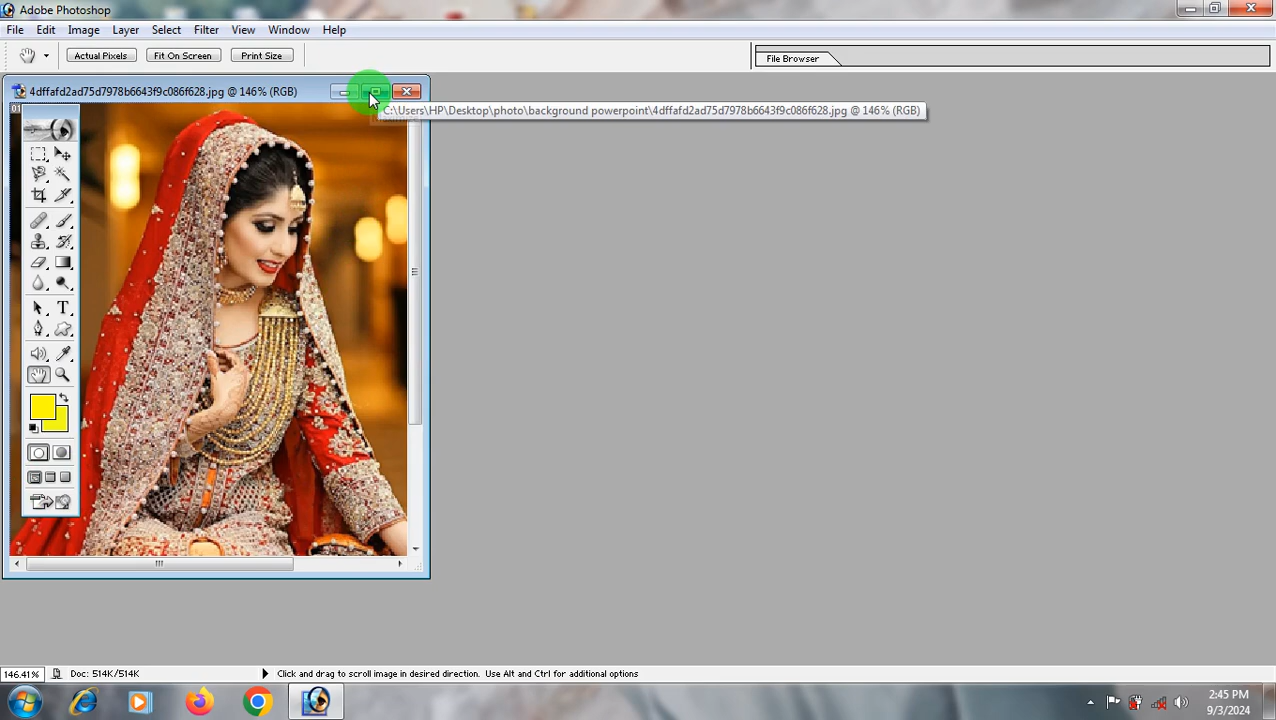 Adobe Photoshop
File Edit Image Layer Select Filter View Window Help
Actual Pixels Fit On Screen Print Size File Browser
4dffafd2ad75d7978b6643f9c086f628.jpg @ 146% (RGB)
C:\Users\HP\Desktop\photo\background powerpoint\4dffafd2ad75d7978b6643f9c086f628.jpg @ 146% (RGB)
01
T
146.41% Doc: 514K/514K Click and drag to scroll image in desired direction. Use Alt and Ctrl for additional options
2:45 PM
9/3/2024